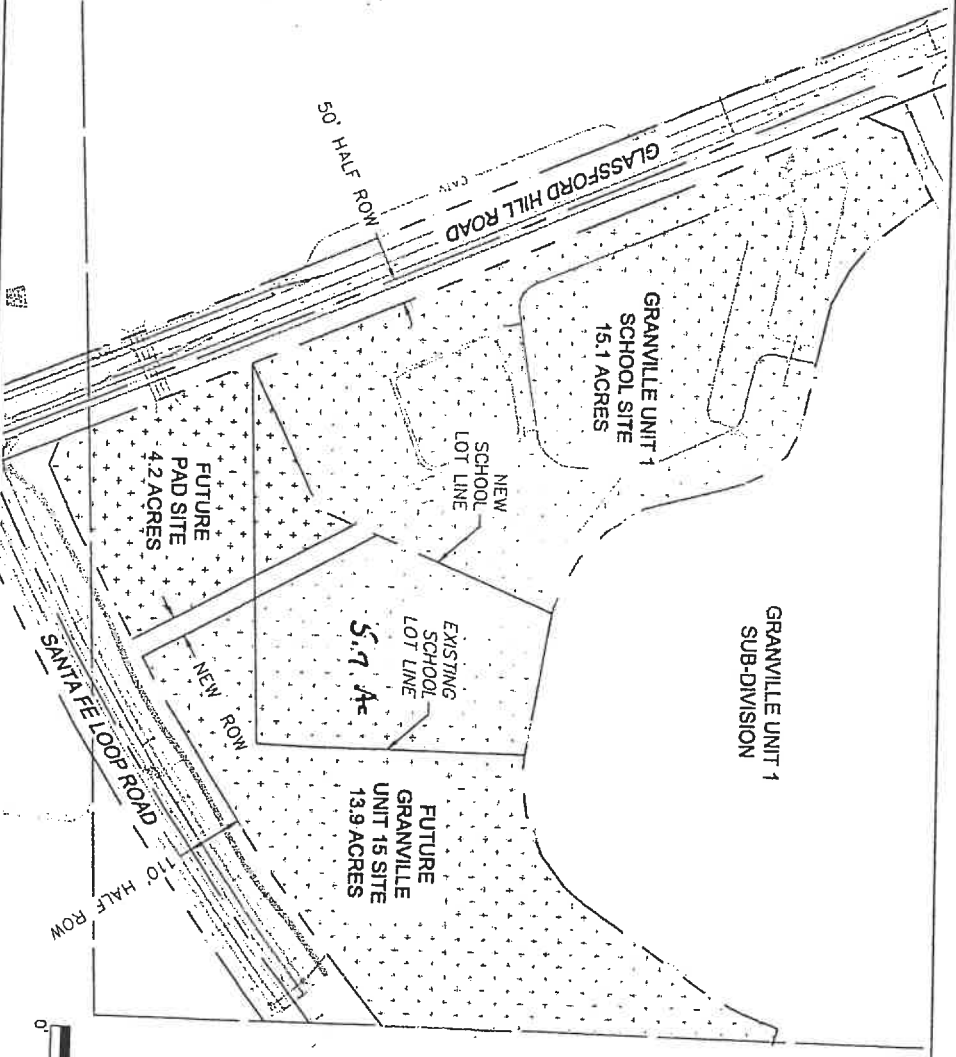 GLASSFORD HILL ROAD
50' HALF ROW
GRANVILLE UNIT 1
SCHOOL SITE
15.1 ACRES
GRANVILLE UNIT 1
SUB-DIVISION
NEW
SCHOOL
LOT LINE
EXISTING
SCHOOL
LOT LINE
5.7 Ac
FUTURE
PAD SITE
4.2 ACRES
NEW ROW
FUTURE
GRANVILLE
UNIT 15 SITE
13.9 ACRES
SANTA FE LOOP ROAD
110' HALF ROW
0'